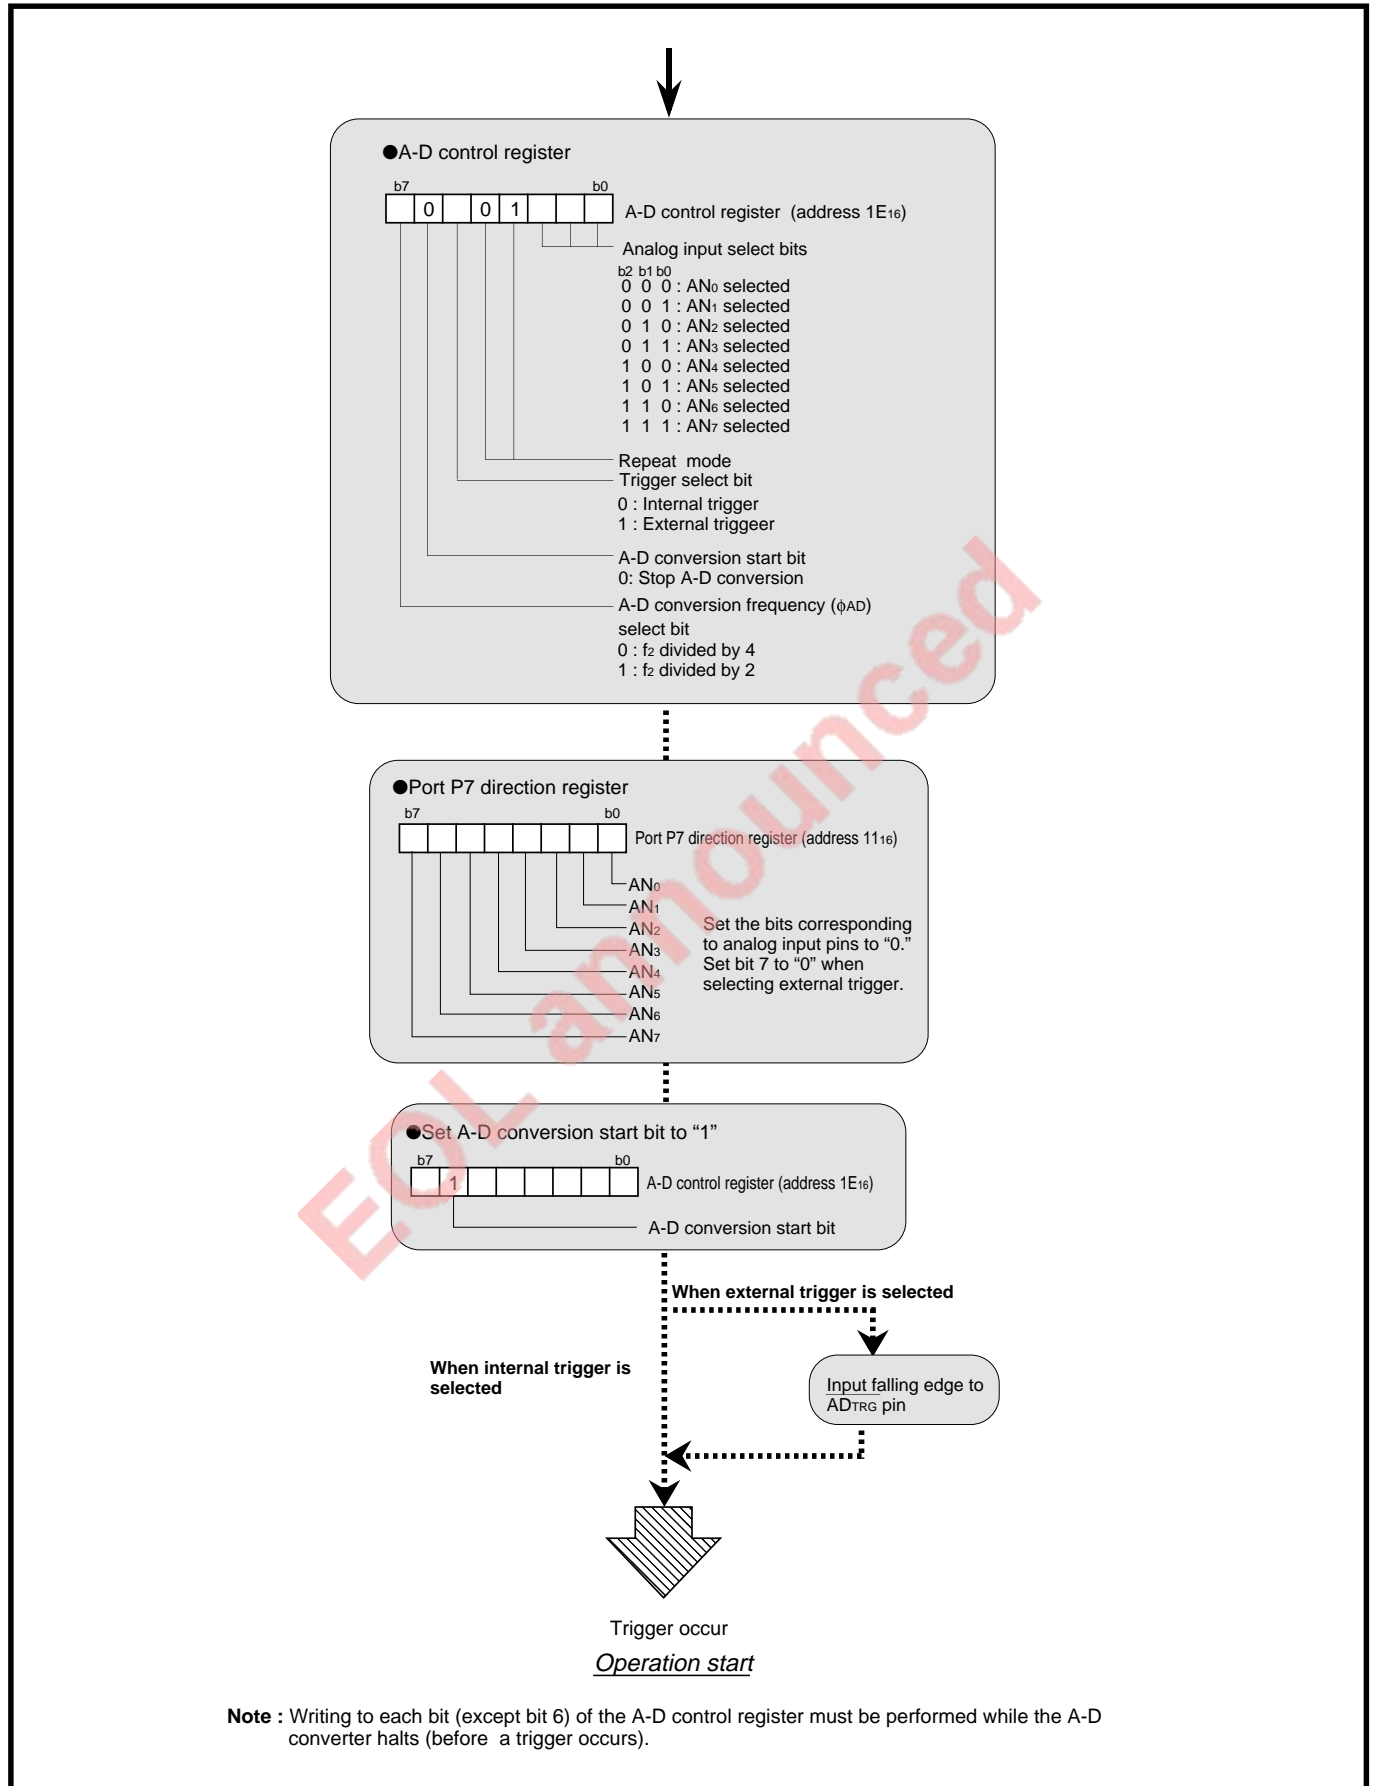 ●A-D control register
b7 b0
0 0 1 A-D control register (address 1E16)
Analog input select bits
b2 b1 b0
0 0 0 : AN0 selected
0 0 1 : AN1 selected
0 1 0 : AN2 selected
0 1 1 : AN3 selected
1 0 0 : AN4 selected
1 0 1 : AN5 selected
1 1 0 : AN6 selected
1 1 1 : AN7 selected
Repeat mode
Trigger select bit
0 : Internal trigger
1 : External triggeer
A-D conversion start bit
0: Stop A-D conversion
A-D conversion frequency (ϕAD)
select bit
0 : f2 divided by 4
1 : f2 divided by 2
●Port P7 direction register
b7 b0
Port P7 direction register (address 1116)
AN0
AN1
AN2
AN3
AN4
AN5
AN6
AN7
Set the bits corresponding
to analog input pins to “0.”
Set bit 7 to “0” when
selecting external trigger.
●Set A-D conversion start bit to “1”
b7 b0
1 A-D control register (address 1E16)
A-D conversion start bit
When external trigger is selected
When internal trigger is
selected
Input falling edge to
ADTRG pin
Trigger occur
Operation start
Note : Writing to each bit (except bit 6) of the A-D control register must be performed while the A-D
converter halts (before a trigger occurs).
EOL announced